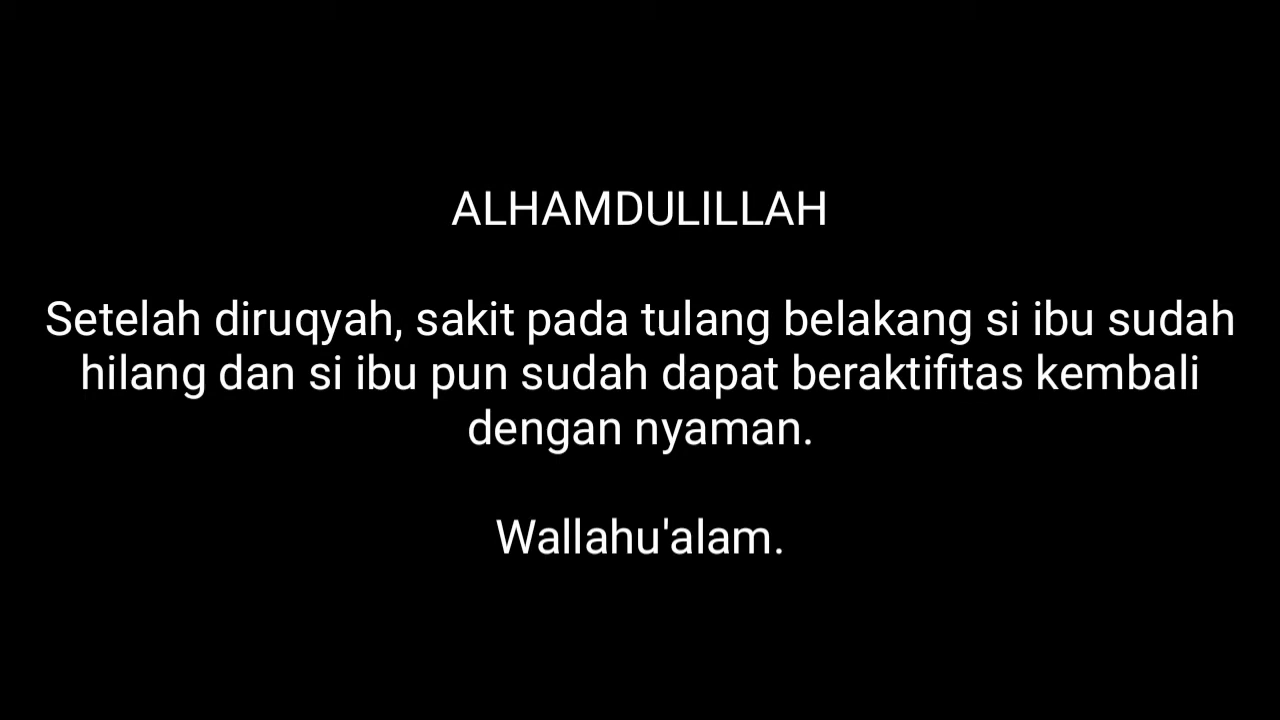 ALHAMDULILLAH
Setelah diruqyah, sakit pada tulang belakang si ibu sudah
hilang dan si ibu pun sudah dapat beraktifitas kembali
dengan nyaman.
Wallahu'alam.